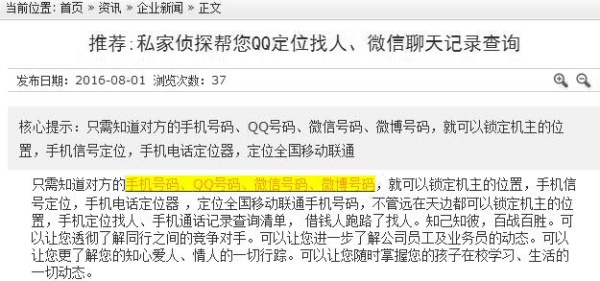 当前位置: 首页 » 资讯 » 企业新闻 » 正文
推荐:私家侦探帮您QQ定位找人、微信聊天记录查询
发布日期: 2016-08-01 浏览次数: 37
核心提示: 只需知道对方的手机号码、QQ号码、微信号码、微博号码，就可以锁定机主的位
置，手机信号定位，手机电话定位器，定位全国移动联通
只需知道对方的手机号码、QQ号码、微信号码、微博号码，就可以锁定机主的位置，手机信
号定位，手机电话定位器 ，定位全国移动联通手机号码，不管远在天边都可以锁定机主的位
置，手机定位找人、手机通话记录查询清单， 借钱人跑路了找人。知己知彼，百战百胜。可
以让您透彻了解同行之间的竞争对手。可以让您进一步了解公司员工及业务员的动态。可以
让您更了解您的知心爱人、情人的一切行踪。可以让您随时掌握您的孩子在校学习、生活的
一切动态。